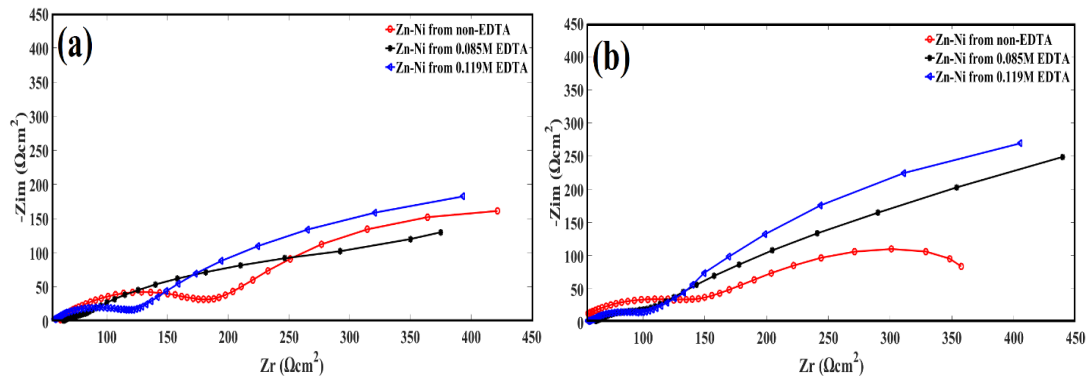 (a)
Zn-Ni from non-EDTA
Zn-Ni from 0.085M EDTA
Zn-Ni from 0.119M EDTA
450
400
350
300
250
200
150
100
50
0
-Zim (Ωcm²)
100 150 200 250 300 350 400 450
Zr (Ωcm²)
(b)
Zn-Ni from non-EDTA
Zn-Ni from 0.085M EDTA
Zn-Ni from 0.119M EDTA
450
400
350
300
250
200
150
100
50
0
-Zim (Ωcm²)
100 150 200 250 300 350 400 450
Zr (Ωcm²)